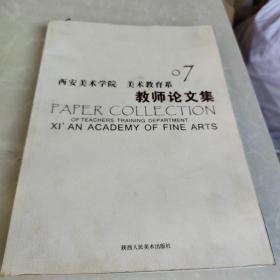 07
西安美术学院 美术教育系
教师论文集
PAPER COLLECTION
OF TEACHERS TRAINING DEPARTMENT
XI'AN ACADEMY OF FINE ARTS
陕西人民美术出版社